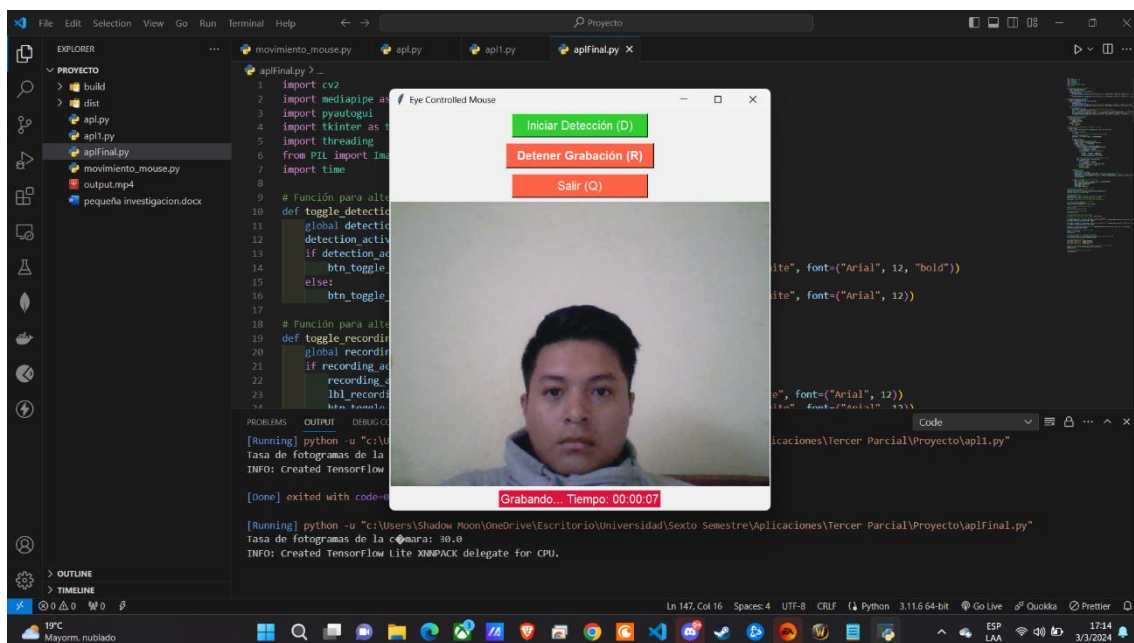 File Edit Selection View Go Run Terminal Help
Proyecto
EXPLORER
PROYECTO
build
dist
apl.py
apl1.py
aplFinal.py
movimiento_mouse.py
output.mp4
pequeña investigacion.docx
OUTLINE
TIMELINE
movimiento_mouse.py apl.py apl1.py aplFinal.py
aplFinal.py > ...
1 import cv2
2 import mediapipe as
3 import pyautogui
4 import tkinter as t
5 import threading
6 from PIL import Ima
7 import time
8
9 # Función para alte
10 def toggle_detectio
11 global detectio
12 detection_activ
13 if detection_ac
14 btn_toggle_ ite", font=("Arial", 12, "bold"))
15 else:
16 btn_toggle_ ite", font=("Arial", 12))
17
18 # Función para alte
19 def toggle_recordin
20 global recordin
21 if recording_ac
22 recording_a
23 lbl_recordi e", font=("Arial", 12))
Eye Controlled Mouse
Iniciar Detección (D)
Detener Grabación (R)
Salir (Q)
Grabando... Tiempo: 00:00:07
PROBLEMS OUTPUT DEBUG CO Code
[Running] python -u "c:\U icaciones\Tercer Parcial\Proyecto\apl1.py"
Tasa de fotogramas de la
INFO: Created TensorFlow
[Done] exited with code=0
[Running] python -u "c:\Users\Shadow Moon\OneDrive\Escritorio\Universidad\Sexto Semestre\Aplicaciones\Tercer Parcial\Proyecto\aplFinal.py"
Tasa de fotogramas de la c�mara: 30.0
INFO: Created TensorFlow Lite XNNPACK delegate for CPU.
0 0 0 Ln 147, Col 16 Spaces: 4 UTF-8 CRLF Python 3.11.6 64-bit Go Live Quokka Prettier
19°C
Mayorm. nublado
ESP
LAA
17:14
3/3/2024